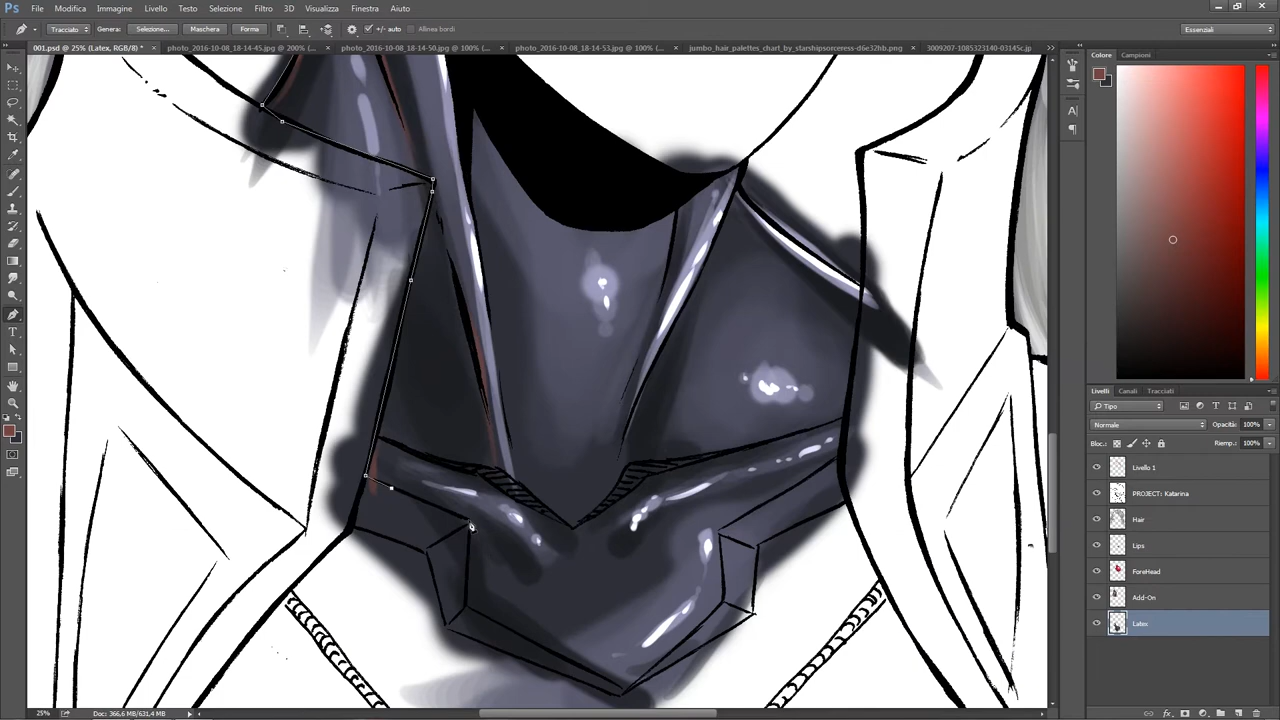 Ps File Modifica Immagine Livello Testo Selezione Filtro 3D Visualizza Finestra Aiuto
Tracciato Genera: Selezione... Maschera Forma +/- auto Allinea bordi Essenziali
001.psd @ 25% (Latex, RGB/8) * photo_2016-10-08_18-14-45.jpg @ 200% (... photo_2016-10-08_18-14-50.jpg @ 100% (... photo_2016-10-08_18-14-53.jpg @ 100% (... jumbo_hair_palettes_chart_by_starshipsorceress-d6e32hb.png 3009207-1085323140-03145.jp
Colore Campioni
Livelli Canali Tracciati
Tipo
Normale Opacità: 100%
Bloc.: Riemp.: 100%
Livello 1
PROJECT: Katarina
Hair
Lips
ForeHead
Add-On
Latex
25% Doc: 366,6 MB/631,4 MB
fx